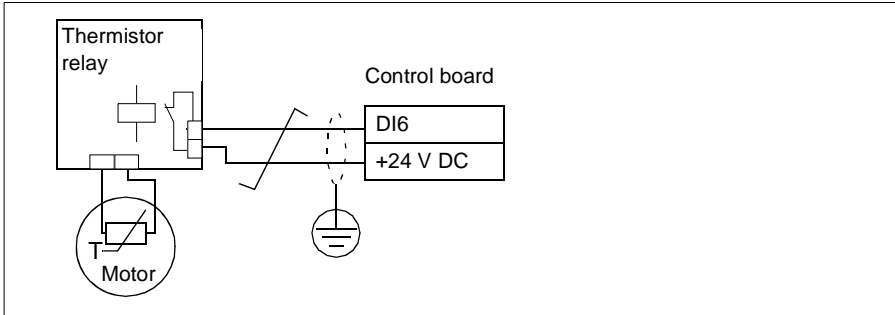 Thermistor
relay
Control board
DI6
+24 V DC
T
Motor